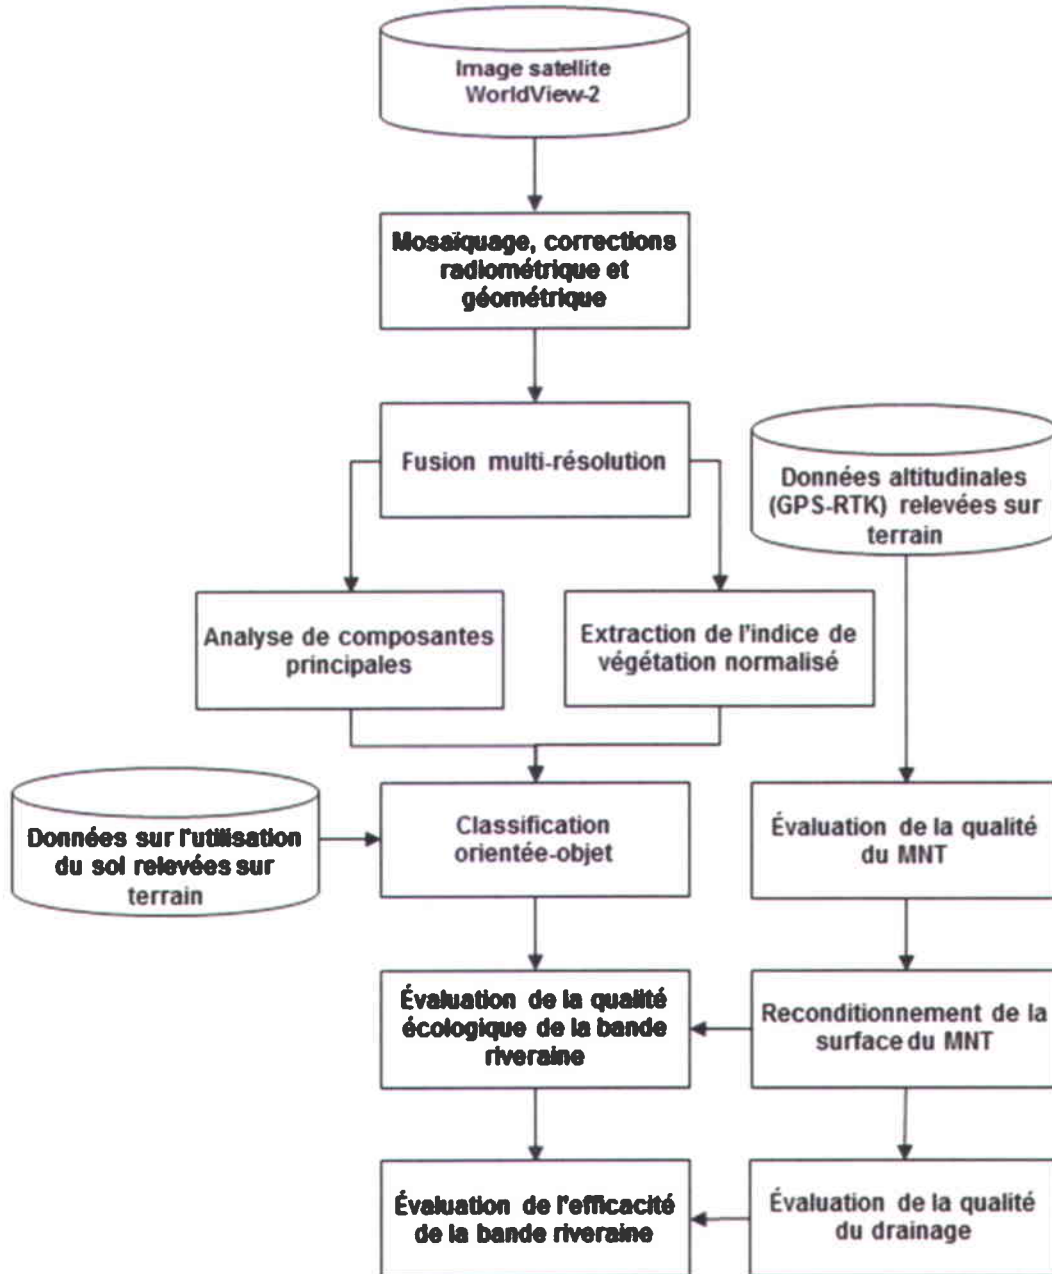 Image satellite
WorldView-2
Mosaïquage, corrections
radiométrique et
géométrique
Fusion multi-résolution
Données altitudinales
(GPS-RTK) relevées sur
terrain
Analyse de composantes
principales
Extraction de l'indice de
végétation normalisé
Données sur l'utilisation
du sol relevées sur
terrain
Classification
orientée-objet
Évaluation de la qualité
du MNT
Évaluation de la qualité
écologique de la bande
riveraine
Reconditionnement de la
surface du MNT
Évaluation de l'efficacité
de la bande riveraine
Évaluation de la qualité
du drainage